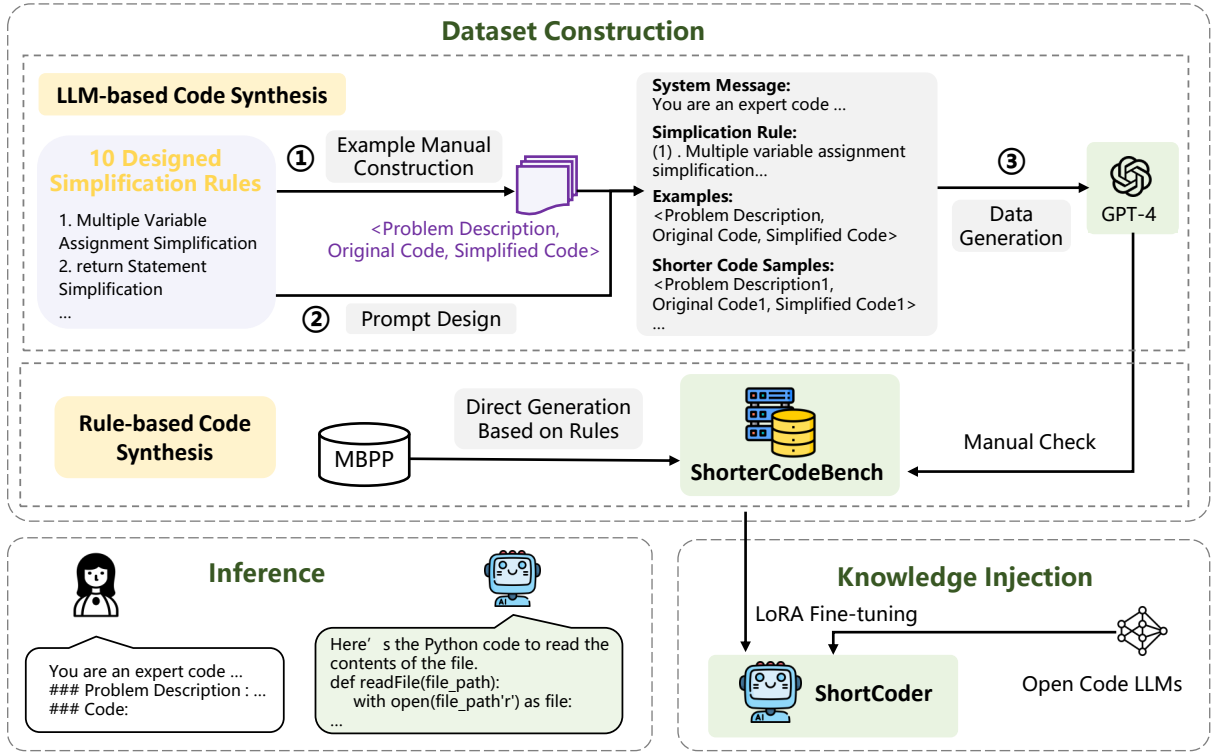 Dataset Construction
LLM-based Code Synthesis
10 Designed
Simplification Rules
1. Multiple Variable
Assignment Simplification
2. return Statement
Simplification
...
①
Example Manual
Construction
<Problem Description,
Original Code, Simplified Code>
②
Prompt Design
System Message:
You are an expert code ...
Simplication Rule:
(1) . Multiple variable assignment
simplification...
Examples:
<Problem Description,
Original Code, Simplified Code>
Shorter Code Samples:
<Problem Description1,
Original Code1, Simplified Code1>
...
③
Data
Generation
GPT-4
Rule-based Code
Synthesis
MBPP
Direct Generation
Based on Rules
ShorterCodeBench
Manual Check
Inference
You are an expert code ...
### Problem Description : ...
### Code:
AI
Here’s the Python code to read the
contents of the file.
def readFile(file_path):
with open(file_path'r') as file:
...
Knowledge Injection
LoRA Fine-tuning
AI
ShortCoder
Open Code LLMs